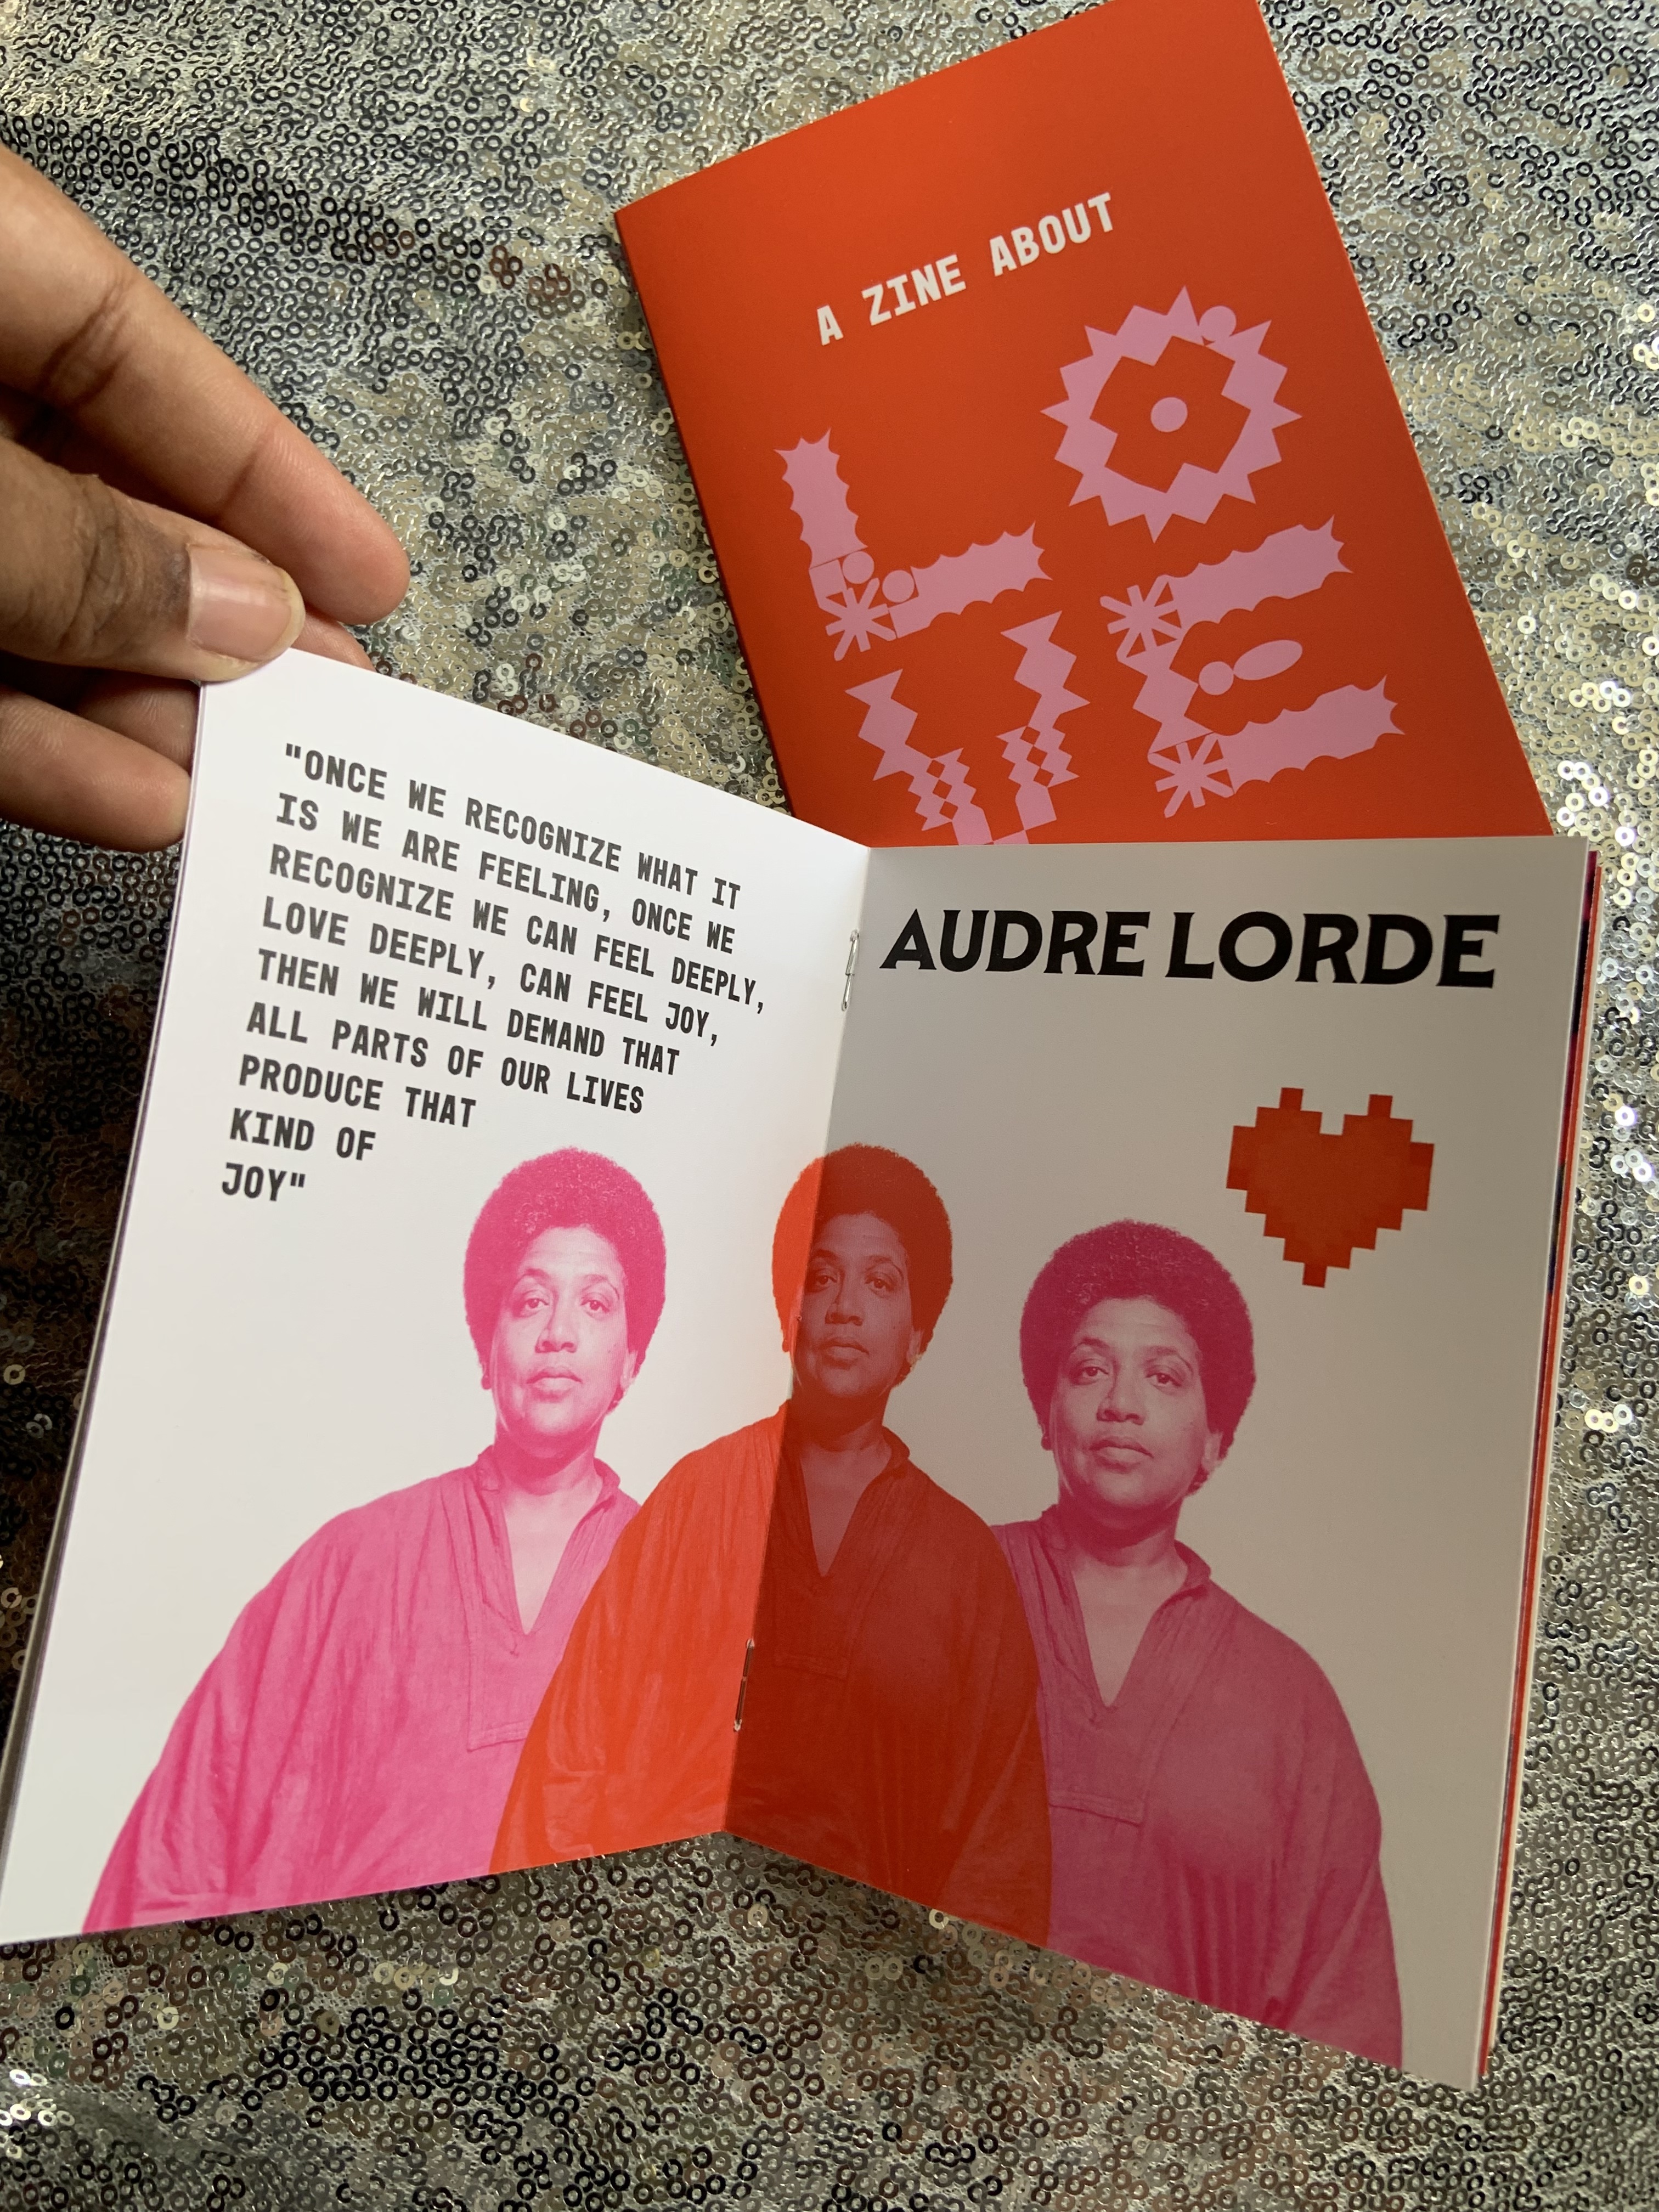 A ZINE ABOUT
LOVE
"ONCE WE RECOGNIZE WHAT IT
IS WE ARE FEELING, ONCE WE
RECOGNIZE WE CAN FEEL DEEPLY,
LOVE DEEPLY, CAN FEEL JOY,
THEN WE WILL DEMAND THAT
ALL PARTS OF OUR LIVES
PRODUCE THAT
KIND OF
JOY"
AUDRE LORDE